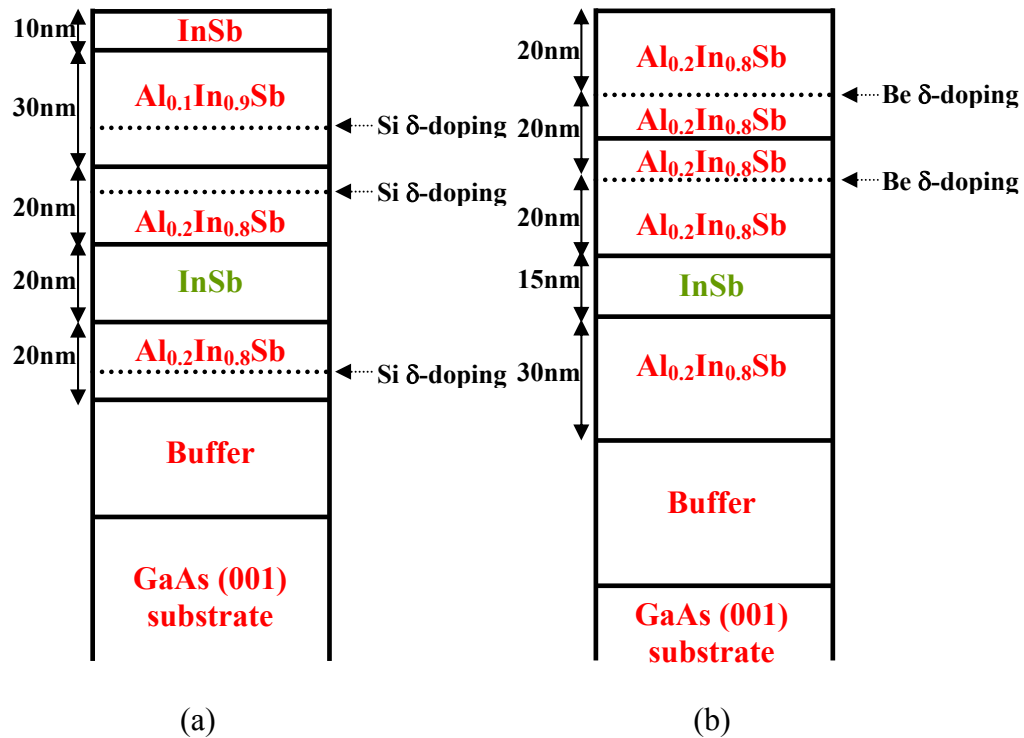 10nm
InSb
30nm
Al₀.₁In₀.₉Sb
Si δ-doping
Si δ-doping
20nm
Al₀.₂In₀.₈Sb
20nm
InSb
20nm
Al₀.₂In₀.₈Sb
Si δ-doping
Buffer
GaAs (001)
substrate
(a)
20nm
Al₀.₂In₀.₈Sb
Be δ-doping
20nm
Al₀.₂In₀.₈Sb
Al₀.₂In₀.₈Sb
Be δ-doping
20nm
Al₀.₂In₀.₈Sb
15nm
InSb
30nm
Al₀.₂In₀.₈Sb
Buffer
GaAs (001)
substrate
(b)